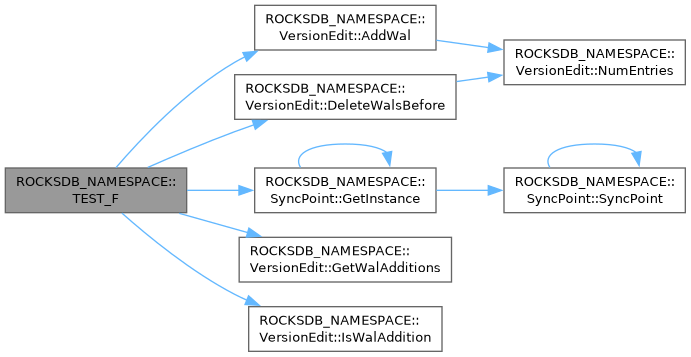 ROCKSDB_NAMESPACE::
TEST_F
ROCKSDB_NAMESPACE::
VersionEdit::AddWal
ROCKSDB_NAMESPACE::
VersionEdit::DeleteWalsBefore
ROCKSDB_NAMESPACE::
SyncPoint::GetInstance
ROCKSDB_NAMESPACE::
VersionEdit::GetWalAdditions
ROCKSDB_NAMESPACE::
VersionEdit::IsWalAddition
ROCKSDB_NAMESPACE::
VersionEdit::NumEntries
ROCKSDB_NAMESPACE::
SyncPoint::SyncPoint